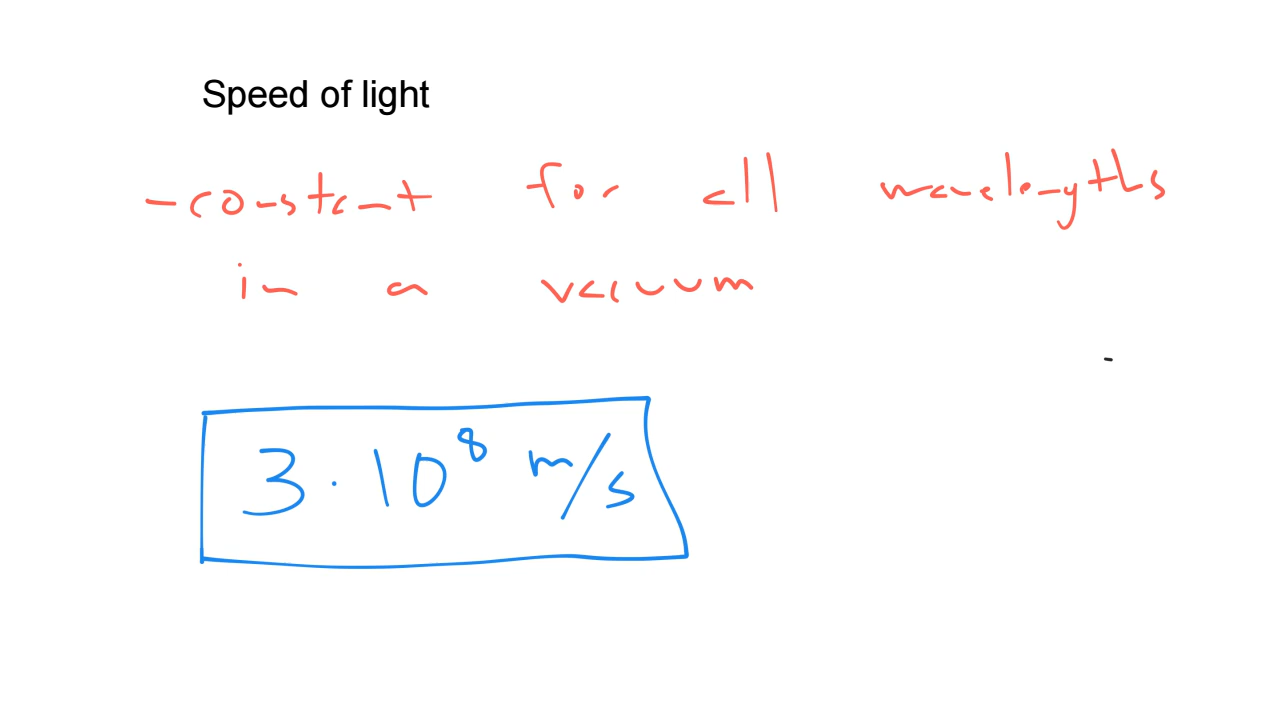 Speed of light
-constant for all wavelengths
in a vacuum
3·10⁸ m/s